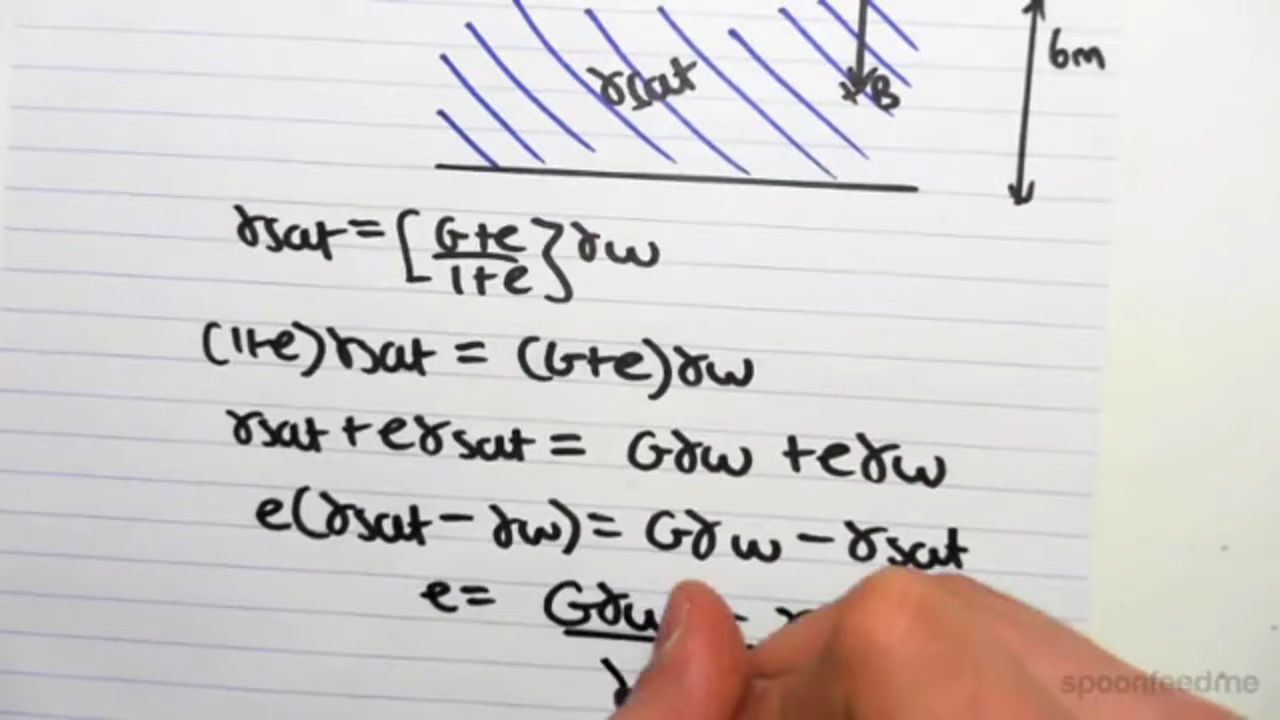 6m
γsat
B
γsat = [G+e/1+e] γw
(1+e)γsat = (G+e)γw
γsat + eγsat = Gγw + eγw
e(γsat - γw) = Gγw - γsat
e = Gγw -
γ
spoonfeedme